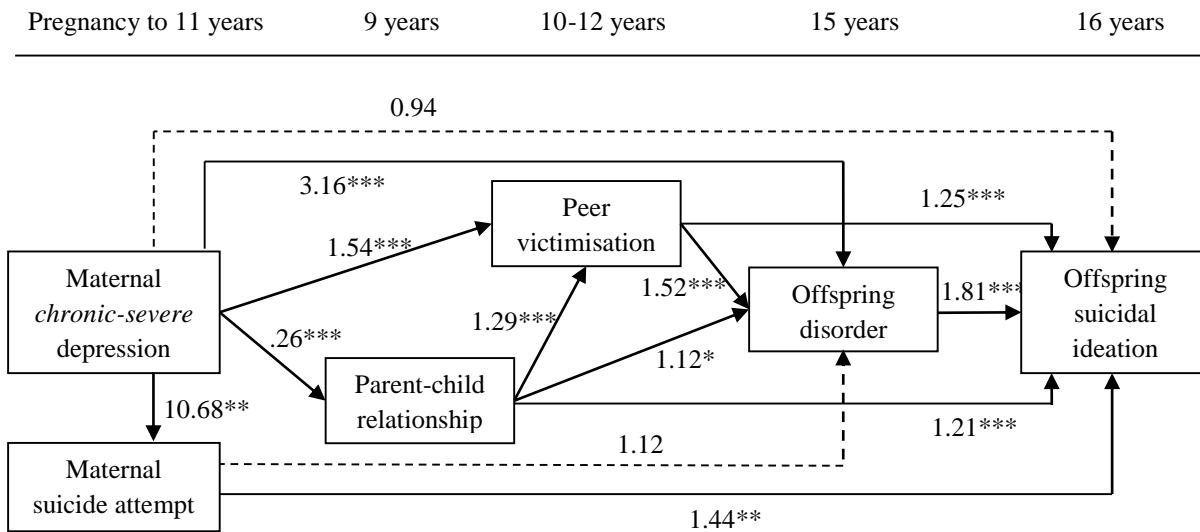 Pregnancy to 11 years
9 years
10-12 years
15 years
16 years
0.94
3.16***
Peer
victimisation
1.25***
1.54***
Maternal
chronic-severe
depression
1.52***
Offspring
disorder
1.81***
Offspring
suicidal
ideation
.26***
1.29***
1.12*
Parent-child
relationship
10.68**
1.21***
Maternal
suicide attempt
1.12
1.44**